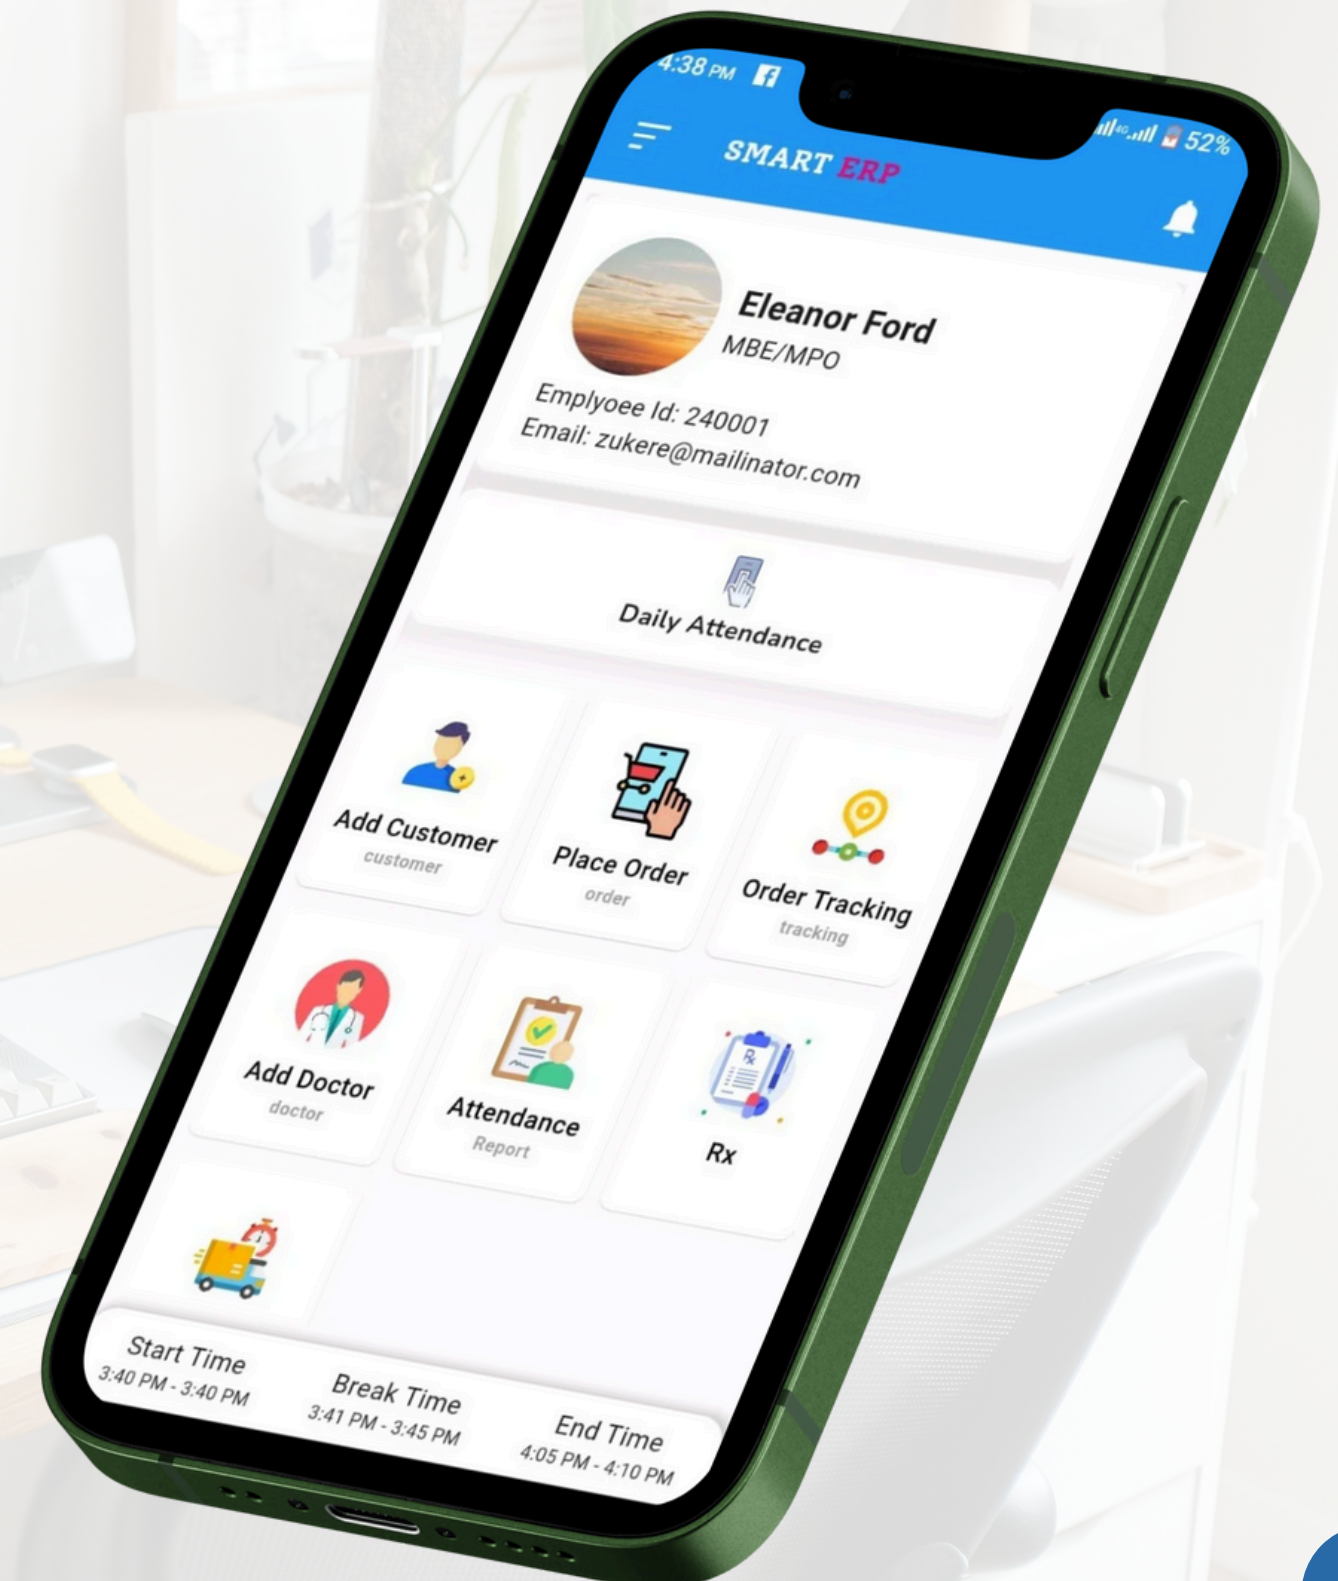 4:38 PM
4G 52%
SMART ERP
Eleanor Ford
MBE/MPO
Emplyoee Id: 240001
Email: zukere@mailinator.com
Daily Attendance
Add Customer
customer
Place Order
order
Order Tracking
tracking
Add Doctor
doctor
Attendance
Report
Rx
Rx
Start Time
3:40 PM - 3:40 PM
Break Time
3:41 PM - 3:45 PM
End Time
4:05 PM - 4:10 PM